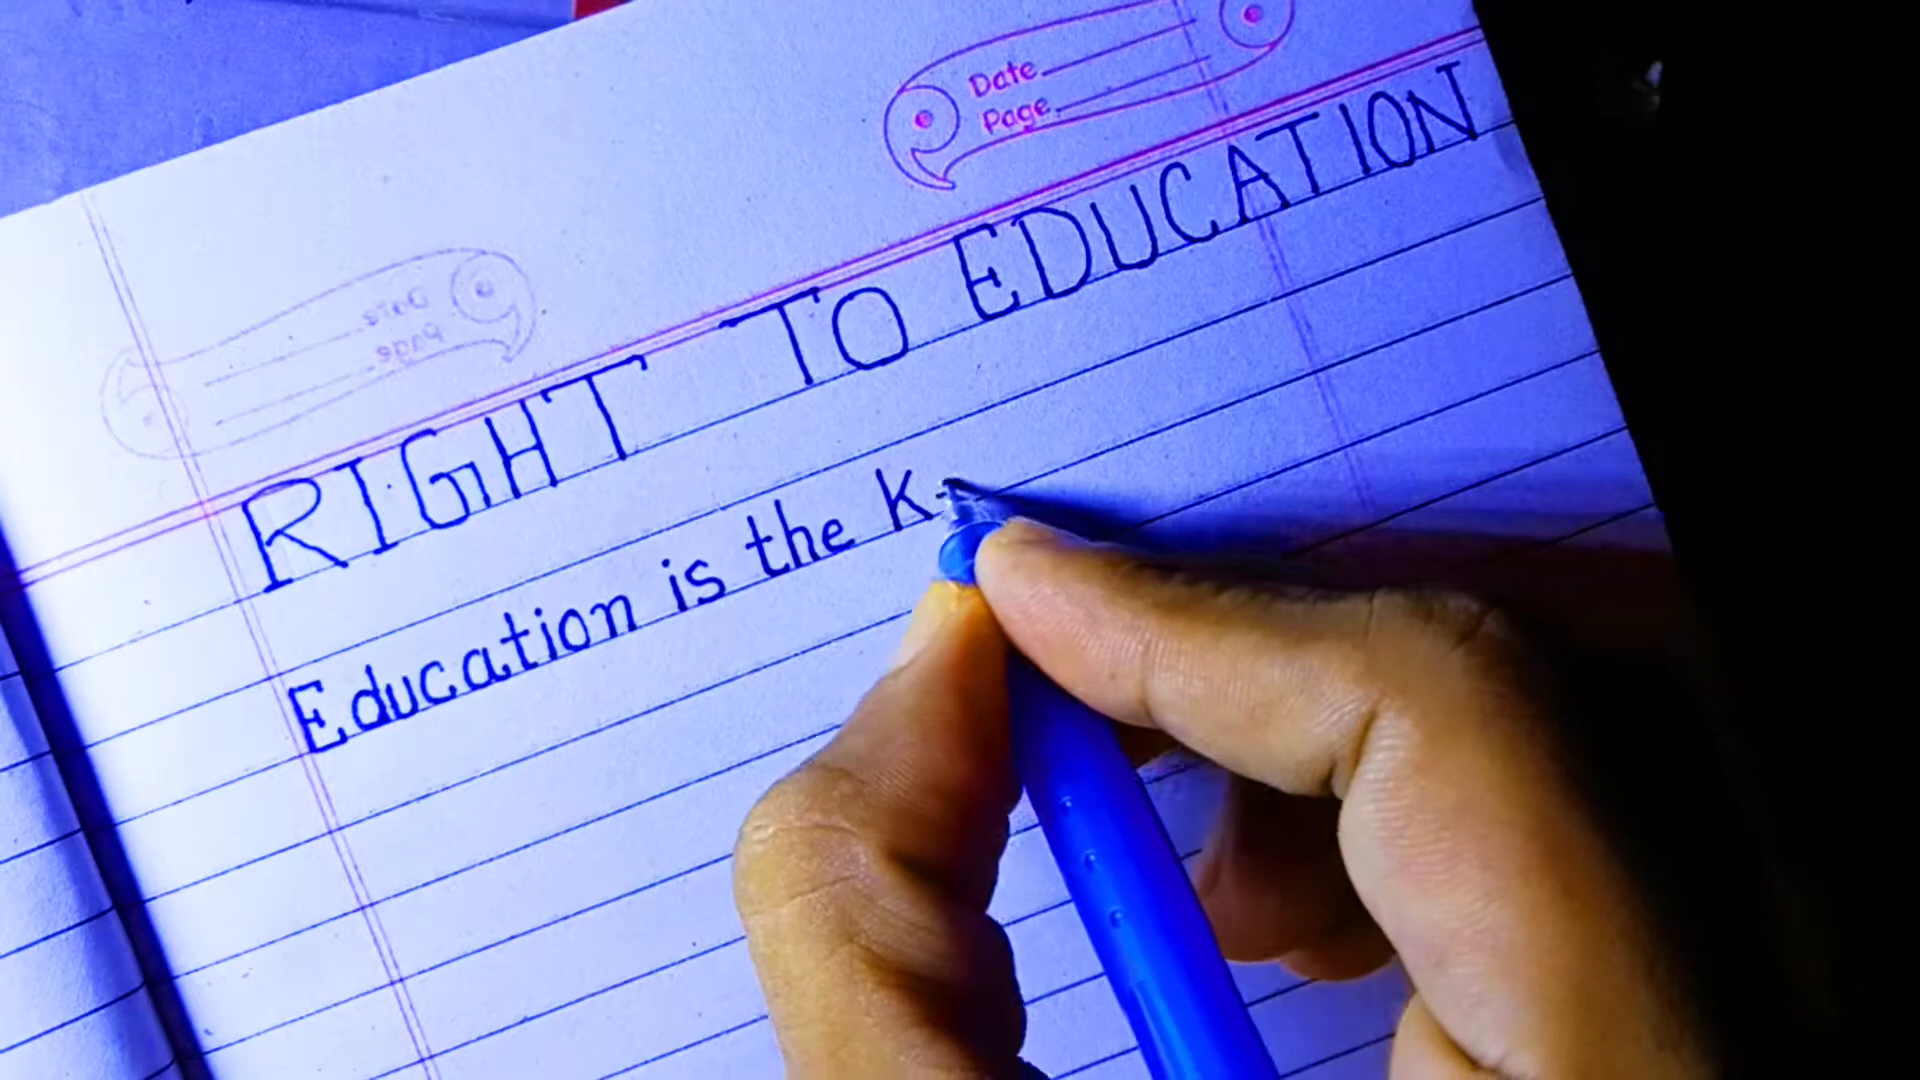 Date
Page
RIGHT TO EDUCATION
Education is the K